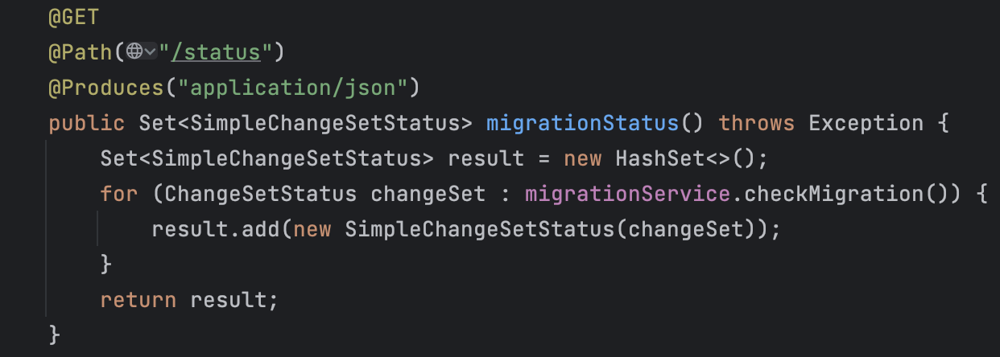 @GET
@Path("/status")
@Produces("application/json")
public Set<SimpleChangeSetStatus> migrationStatus() throws Exception {
    Set<SimpleChangeSetStatus> result = new HashSet<>();
    for (ChangeSetStatus changeSet : migrationService.checkMigration()) {
        result.add(new SimpleChangeSetStatus(changeSet));
    }
    return result;
}